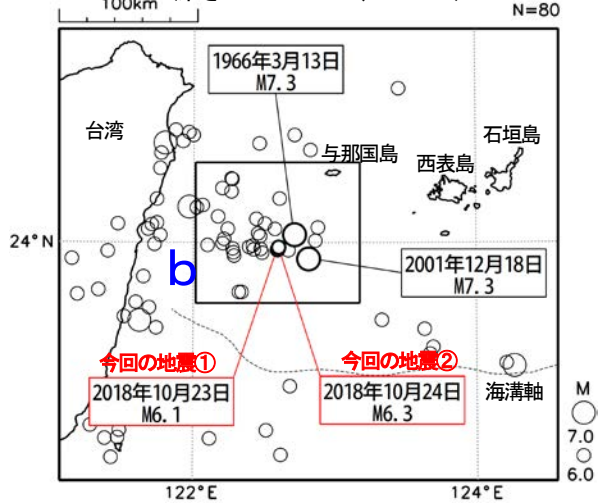 100km
N=80
1966年3月13日
M7.3
台湾
与那国島
石垣島
西表島
24°N
b
2001年12月18日
M7.3
今回の地震①
今回の地震②
2018年10月23日
M6.1
2018年10月24日
M6.3
海溝軸
M
7.0
6.0
122°E
124°E